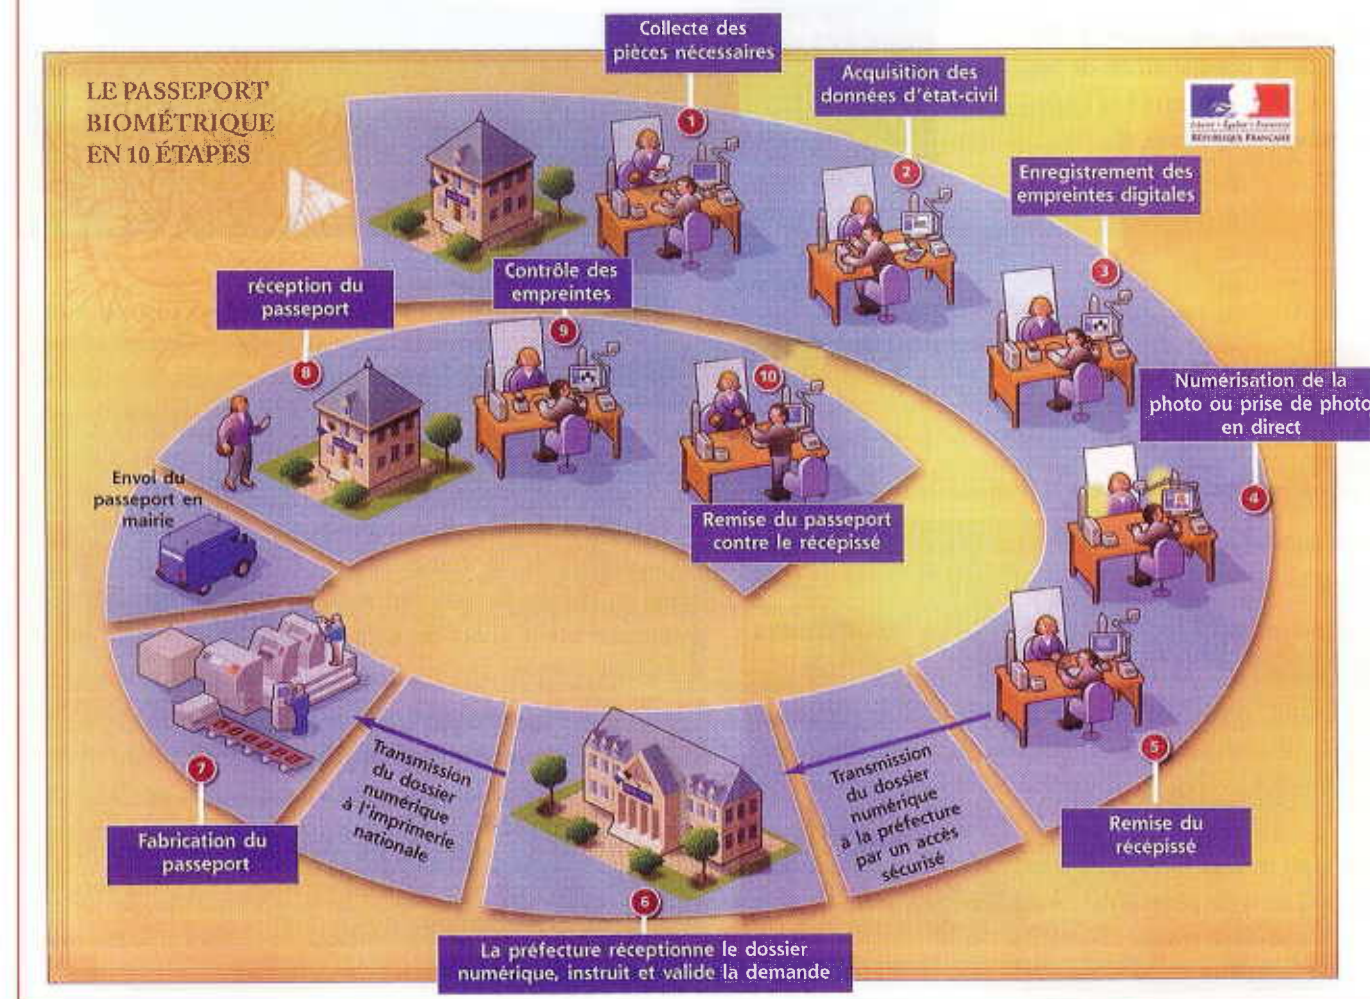 LE PASSEPORT
BIOMÉTRIQUE
EN 10 ÉTAPES
RÉPUBLIQUE FRANÇAISE
Collecte des
pièces nécessaires
1
Acquisition des
données d'état-civil
2
Enregistrement des
empreintes digitales
3
Numérisation de la
photo ou prise de photo
en direct
4
5
Remise du
récépissé
Transmission
du dossier
numérique
à la préfecture
par un accès
sécurisé
6
La préfecture réceptionne le dossier
numérique, instruit et valide la demande
Transmission
du dossier
numérique
à l'imprimerie
nationale
7
Fabrication du
passeport
Envoi du
passeport en
mairie
réception du
passeport
8
Contrôle des
empreintes
9
10
Remise du passeport
contre le récépissé